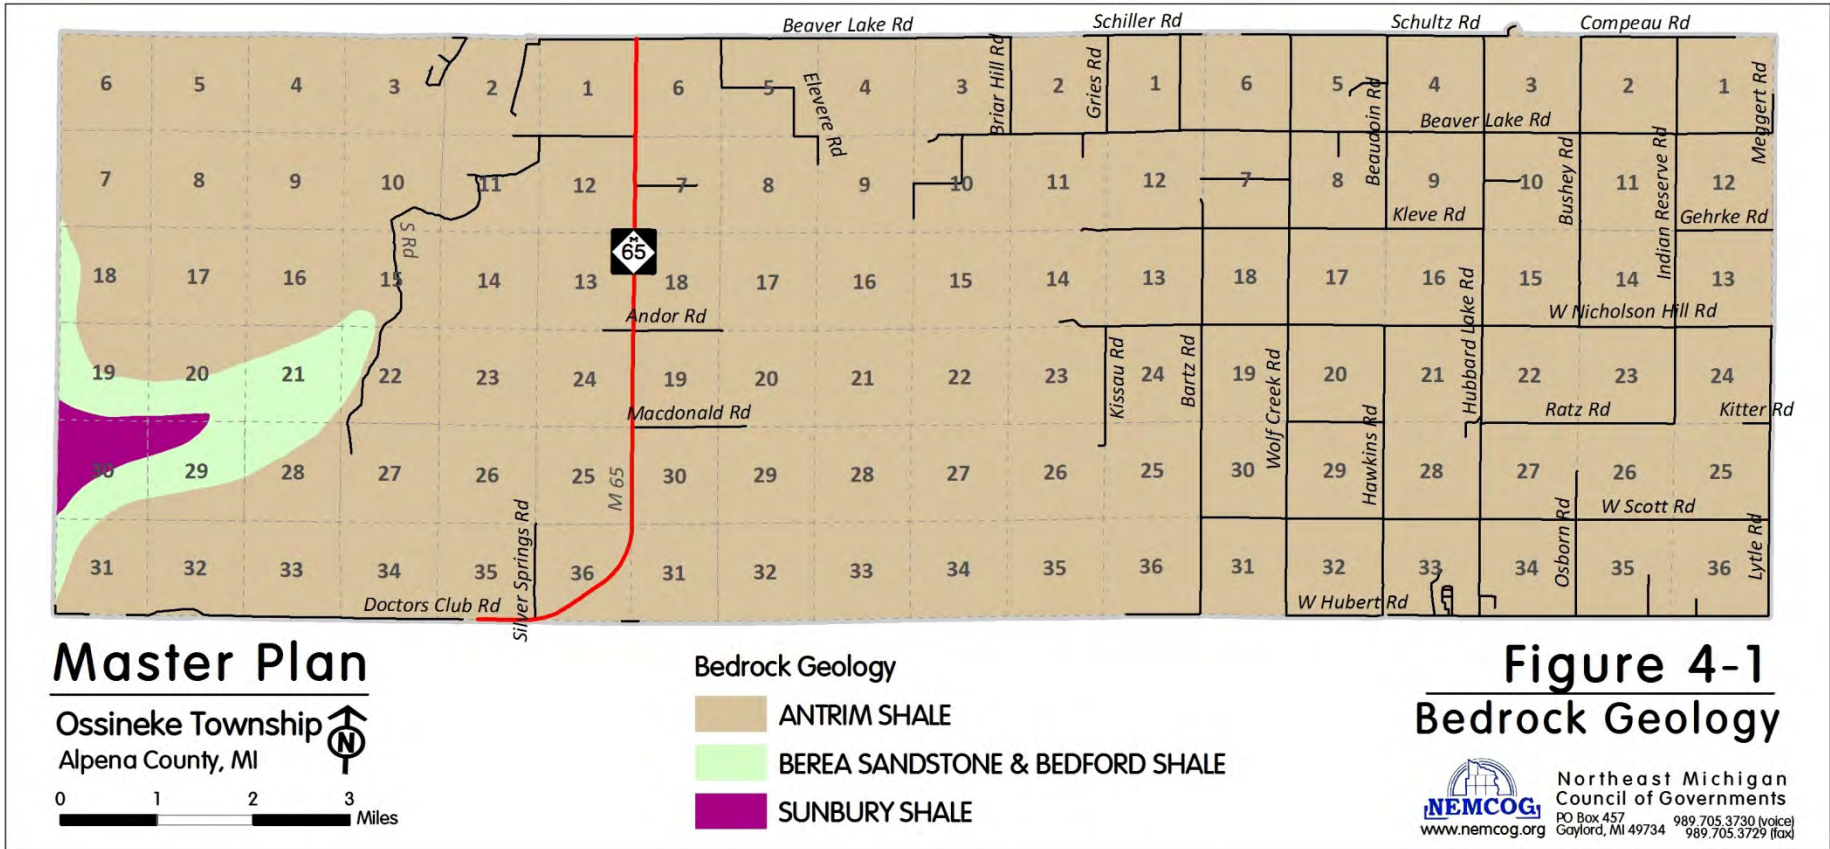 Beaver Lake Rd
Schiller Rd
Schultz Rd
Compeau Rd
6 5 4 3 2 1 6 5 4 3 2 1 6 5 4 3 2 1
Elevere Rd
Briar Hill Rd
Gries Rd
Beaudoin Rd
Beaver Lake Rd
Meggert Rd
7 8 9 10 11 12 7 8 9 10 11 12 7 8 9 10 11 12
Bushey Rd
Indian Reserve Rd
Kleve Rd
Gehrke Rd
S Rd
M
65
18 17 16 15 14 13 18 17 16 15 14 13 18 17 16 15 14 13
Andor Rd
Hubbard Lake Rd
W Nicholson Hill Rd
19 20 21 22 23 24 19 20 21 22 23 24 19 20 21 22 23 24
Kissau Rd
Bartz Rd
Wolf Creek Rd
Macdonald Rd
Hawkins Rd
Ratz Rd
Kitter Rd
30 29 28 27 26 25 30 29 28 27 26 25 30 29 28 27 26 25
M 65
Silver Springs Rd
Osborn Rd
W Scott Rd
Lytle Rd
31 32 33 34 35 36 31 32 33 34 35 36 31 32 33 34 35 36
Doctors Club Rd
W Hubert Rd
Master Plan
Ossineke Township
N
Alpena County, MI
0 1 2 3
Miles
Bedrock Geology
ANTRIM SHALE
BEREA SANDSTONE & BEDFORD SHALE
SUNBURY SHALE
Figure 4-1
Bedrock Geology
NEMCOG
www.nemcog.org
Northeast Michigan
Council of Governments
PO Box 457 989.705.3730 (voice)
Gaylord, MI 49734 989.705.3729 (fax)